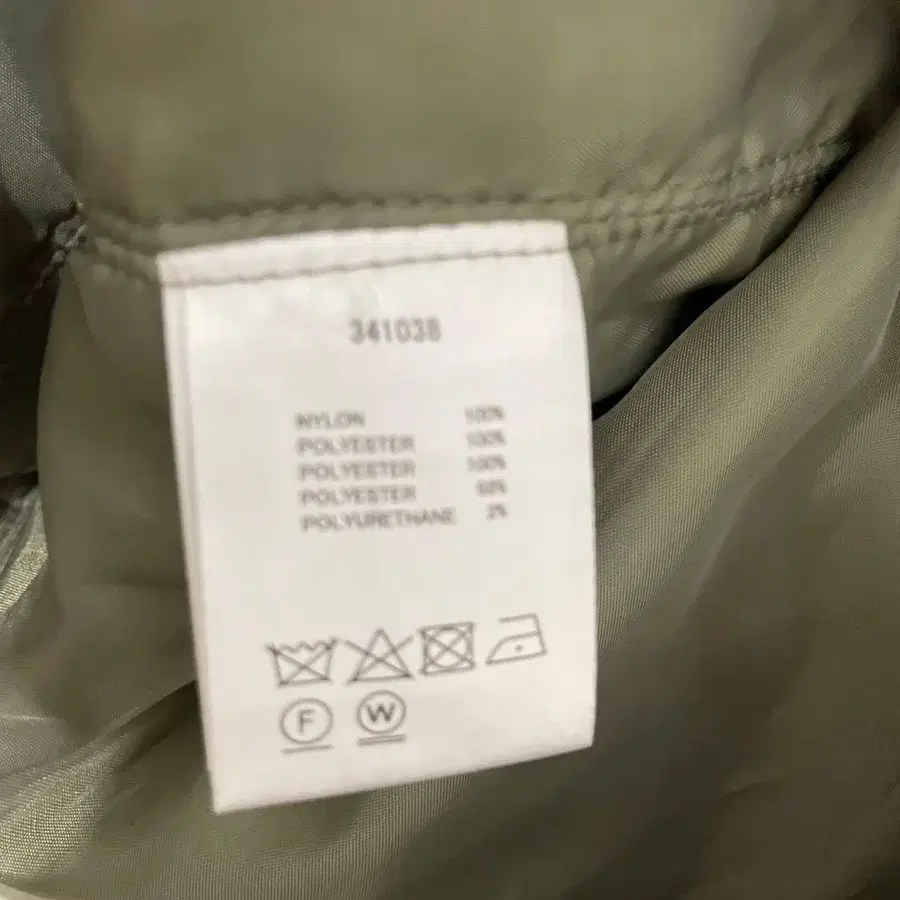 341038
NYLON 100%
POLYESTER 100%
POLYESTER 100%
POLYESTER
POLYURETHANE 2%
F W